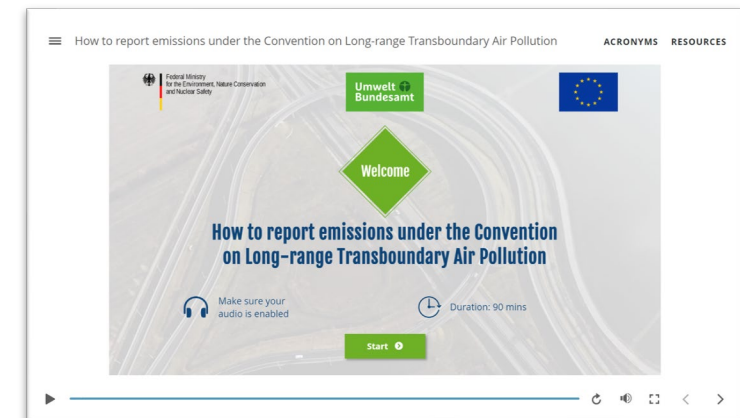 How to report emissions under the Convention on Long-range Transboundary Air Pollution
ACRONYMS RESOURCES
Federal Ministry
for the Environment, Nature Conservation
and Nuclear Safety
Umwelt
Bundesamt
Welcome
How to report emissions under the Convention
on Long-range Transboundary Air Pollution
Make sure your
audio is enabled
Duration: 90 mins
Start